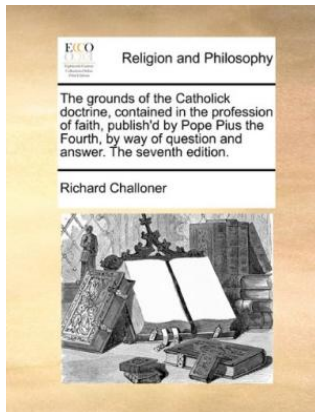 ECCO
Religion and Philosophy
The grounds of the Catholick
doctrine, contained in the profession
of faith, publish'd by Pope Pius the
Fourth, by way of question and
answer. The seventh edition.
Richard Challoner